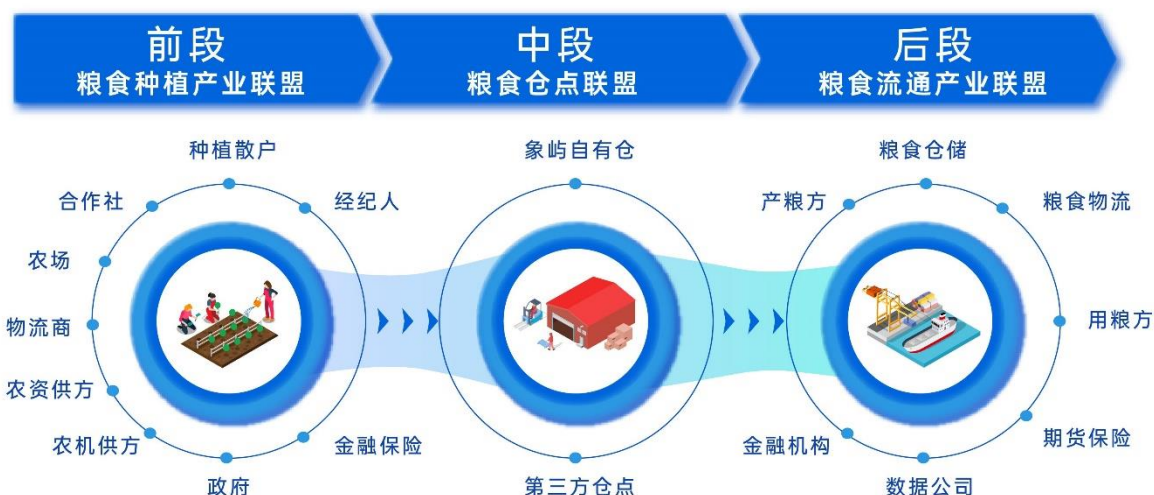 前段
粮食种植产业联盟
中段
粮食仓点联盟
后段
粮食流通产业联盟
种植散户
合作社
经纪人
农场
物流商
农资供方
农机供方
金融保险
政府
象屿自有仓
第三方仓点
粮食仓储
产粮方
粮食物流
用粮方
金融机构
期货保险
数据公司